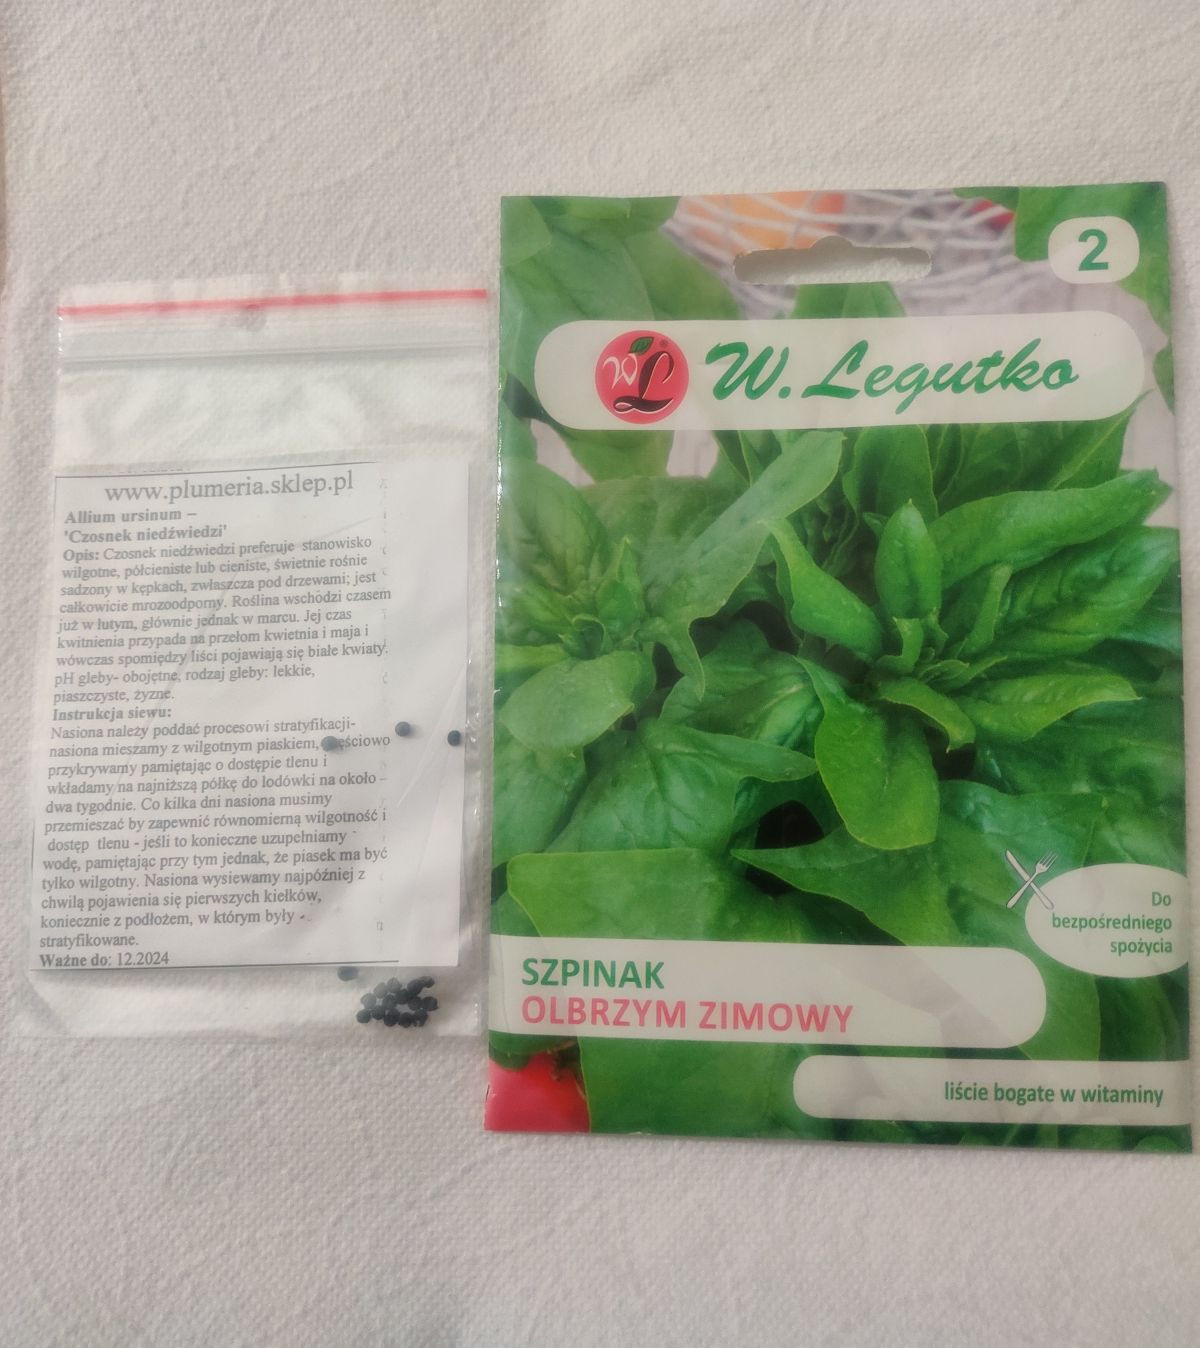 www.plumeria.sklep.pl
Allium ursinum –
'Czosnek niedźwiedzi'
Opis: Czosnek niedźwiedzi preferuje stanowisko
wilgotne, półcieniste lub cieniste, świetnie rośnie
sadzony w kępkach, zwłaszcza pod drzewami; jest
całkowicie mrozoodporny. Roślina wschodzi czasem
już w lutym, głównie jednak w marcu. Jej czas
kwitnienia przypada na przełom kwietnia i maja i
wówczas spomiędzy liści pojawiają się białe kwiaty.
pH gleby- obojętne, rodzaj gleby: lekkie,
piaszczyste, żyzne.
Instrukcja siewu:
Nasiona należy poddać procesowi stratyfikacji-
nasiona mieszamy z wilgotnym piaskiem,
przykrywamy pamiętając o dostępie tlenu i
wkładamy na najniższą półkę do lodówki na około –
dwa tygodnie. Co kilka dni nasiona musimy
przemieszać by zapewnić równomierną wilgotność i
dostęp tlenu - jeśli to konieczne uzupełniamy
wodę, pamiętając przy tym jednak, że piasek ma być
tylko wilgotny. Nasiona wysiewamy najpóźniej z
chwilą pojawienia się pierwszych kiełków,
koniecznie z podłożem, w którym były
stratyfikowane.
Ważne do: 12.2024
2
WL ®
W. Legutko
Do
bezpośredniego
spożycia
SZPINAK
OLBRZYM ZIMOWY
liście bogate w witaminy